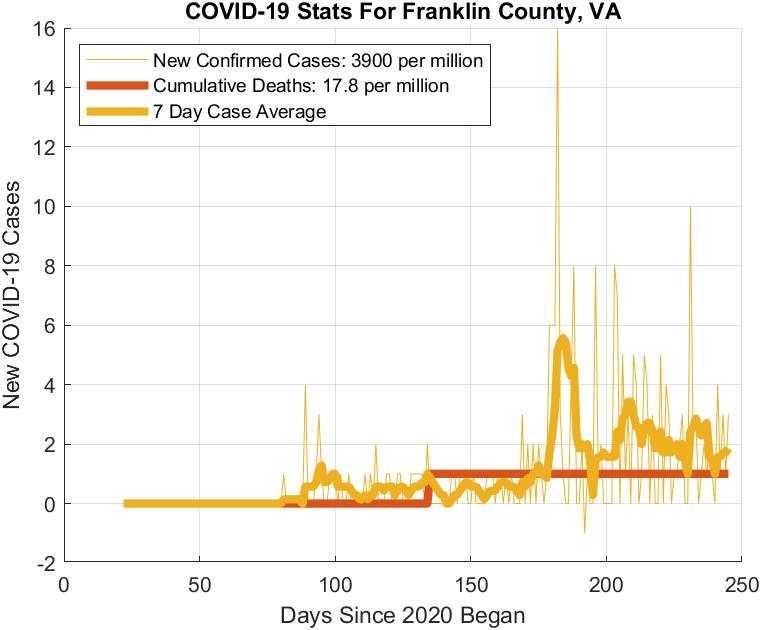 COVID-19 Stats For Franklin County, VA
New Confirmed Cases: 3900 per million
Cumulative Deaths: 17.8 per million
7 Day Case Average
16
14
12
10
8
6
4
2
0
-2
New COVID-19 Cases
0 50 100 150 200 250
Days Since 2020 Began